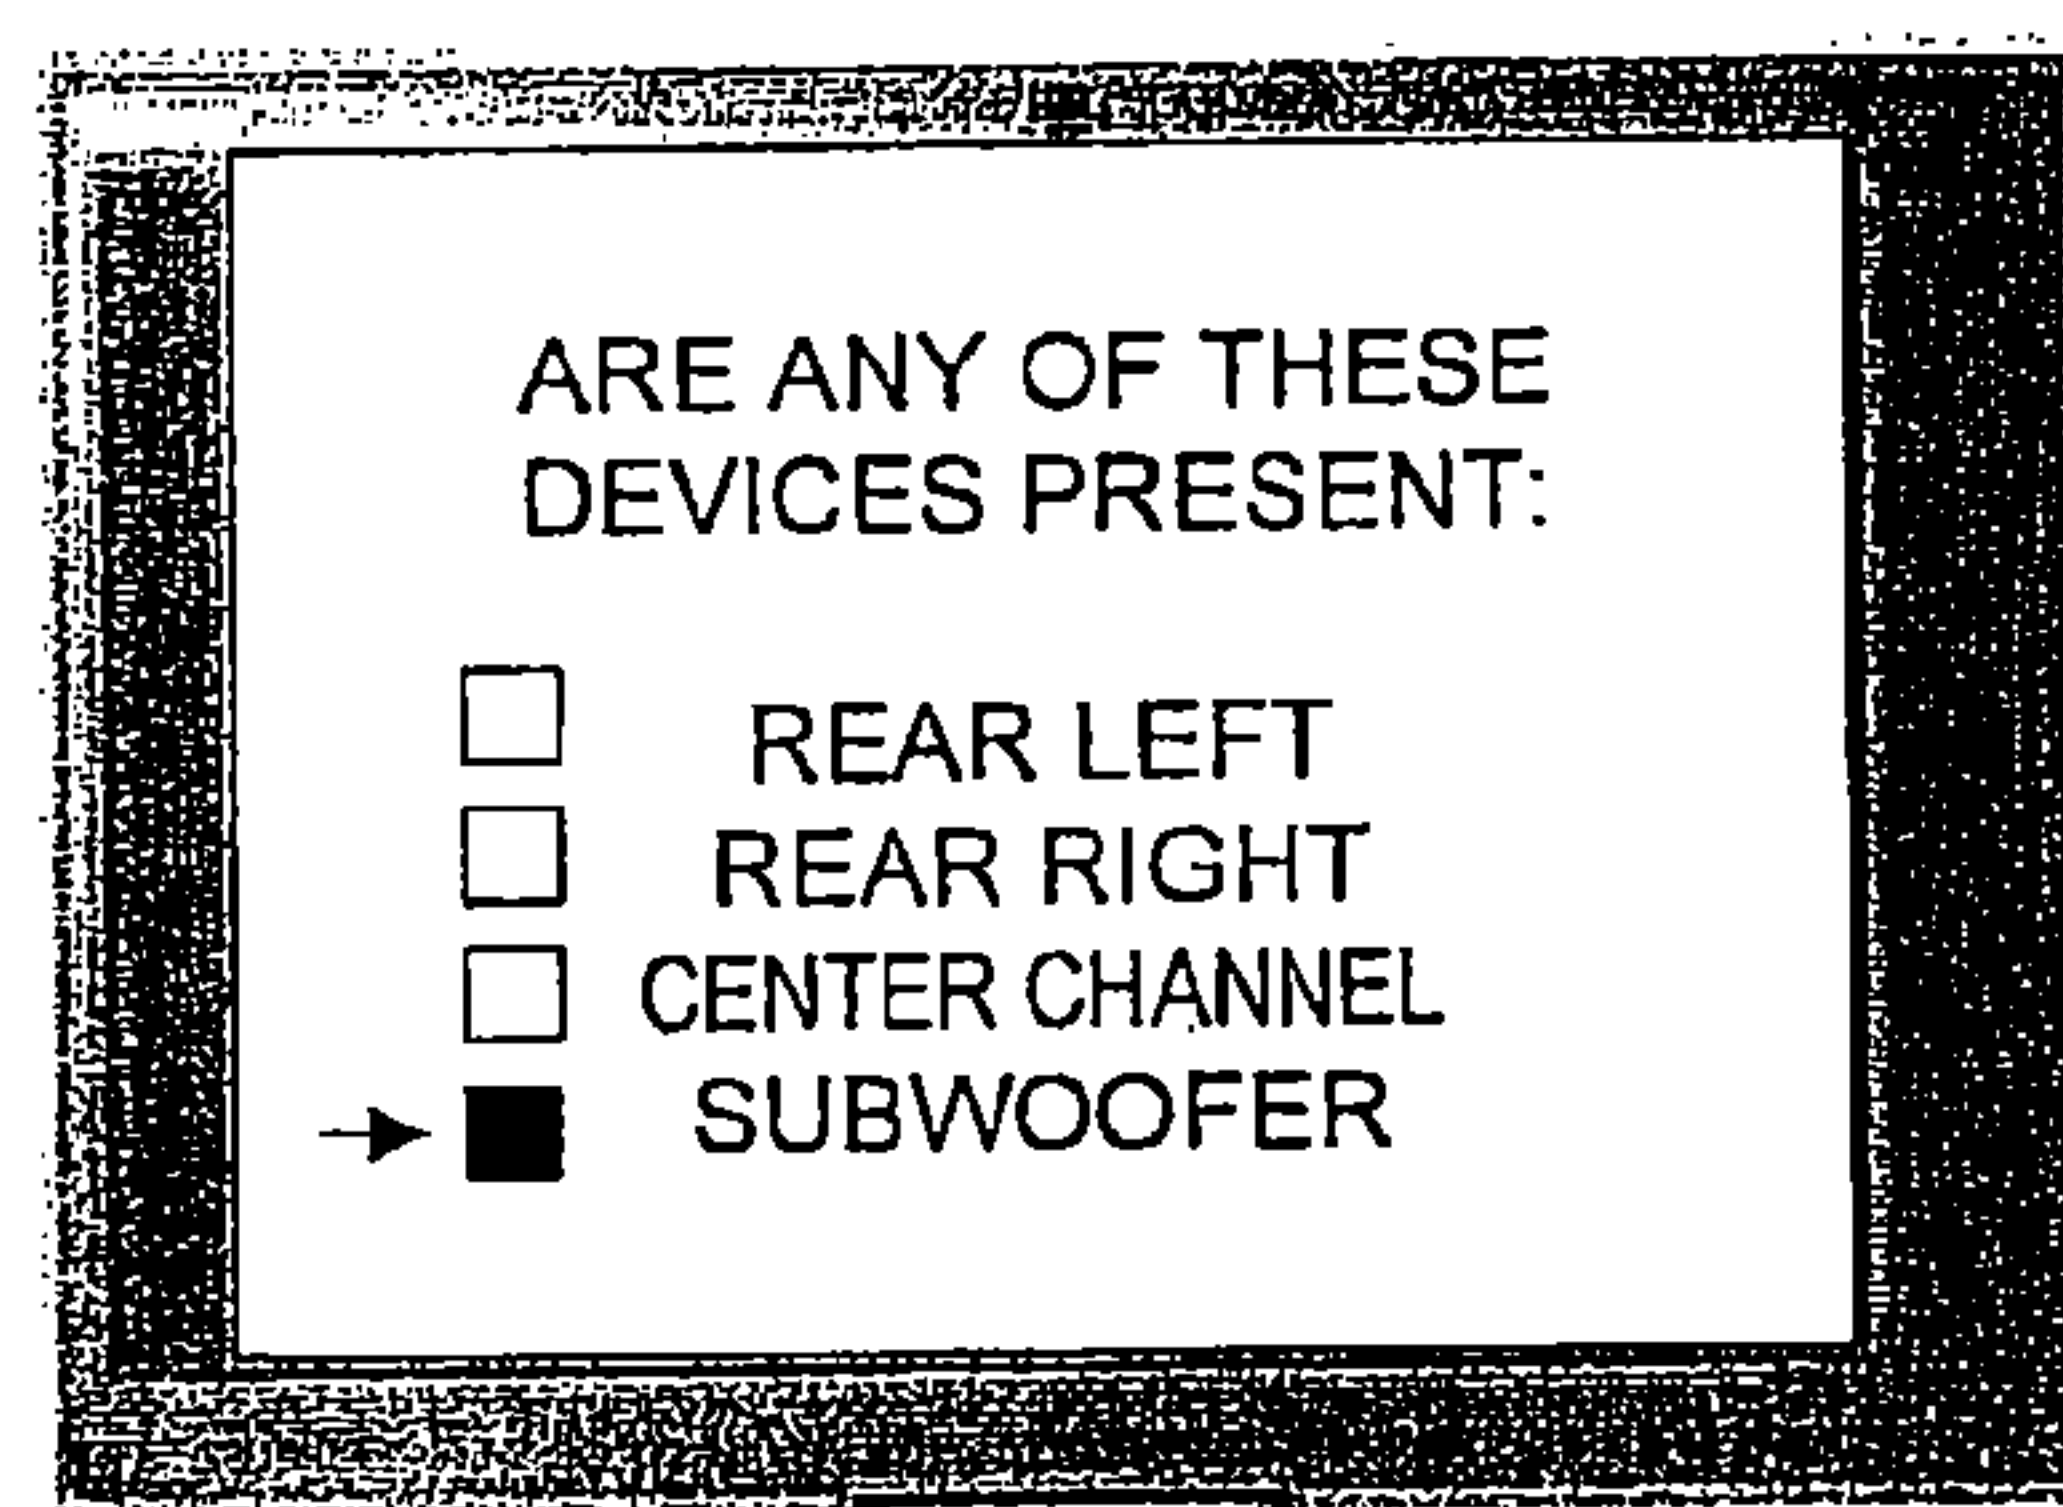 ARE ANY OF THESE
DEVICES PRESENT:
REAR LEFT
REAR RIGHT
CENTER CHANNEL
SUBWOOFER